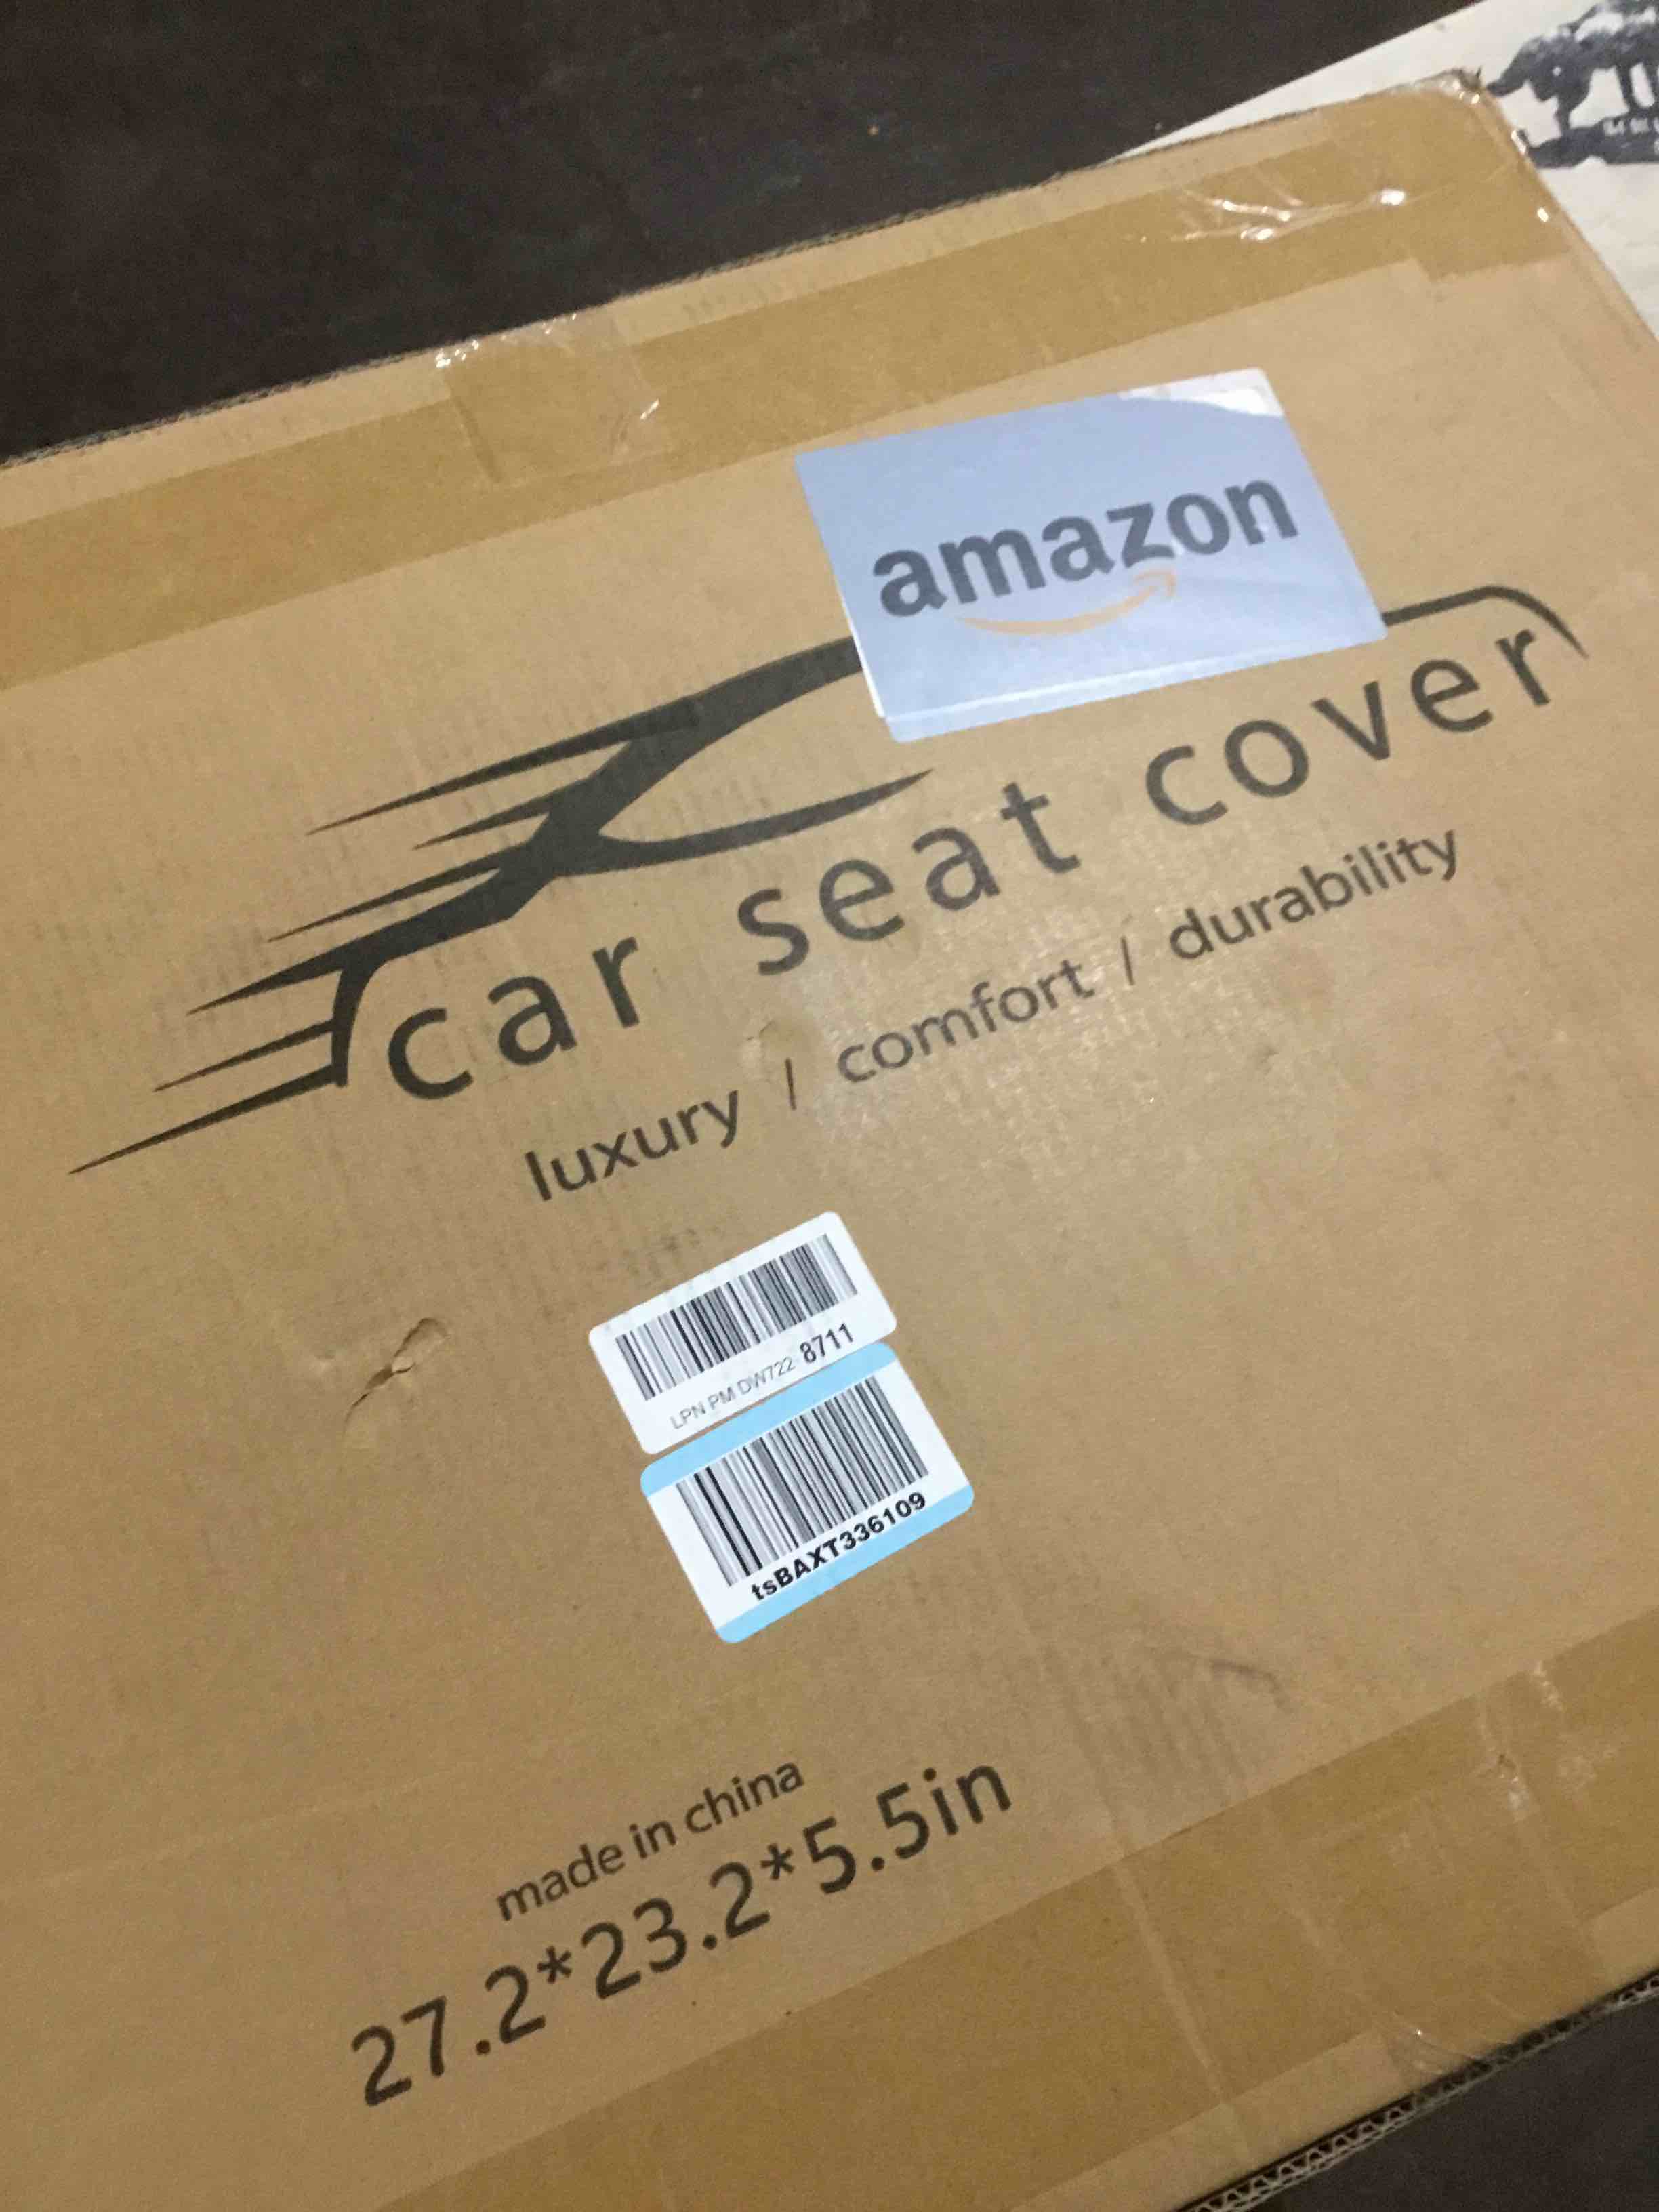 amazon
car seat cover
luxury / comfort / durability
LPN PM DW722 8711
tsBAXT336109
made in china
27.2*23.2*5.5in